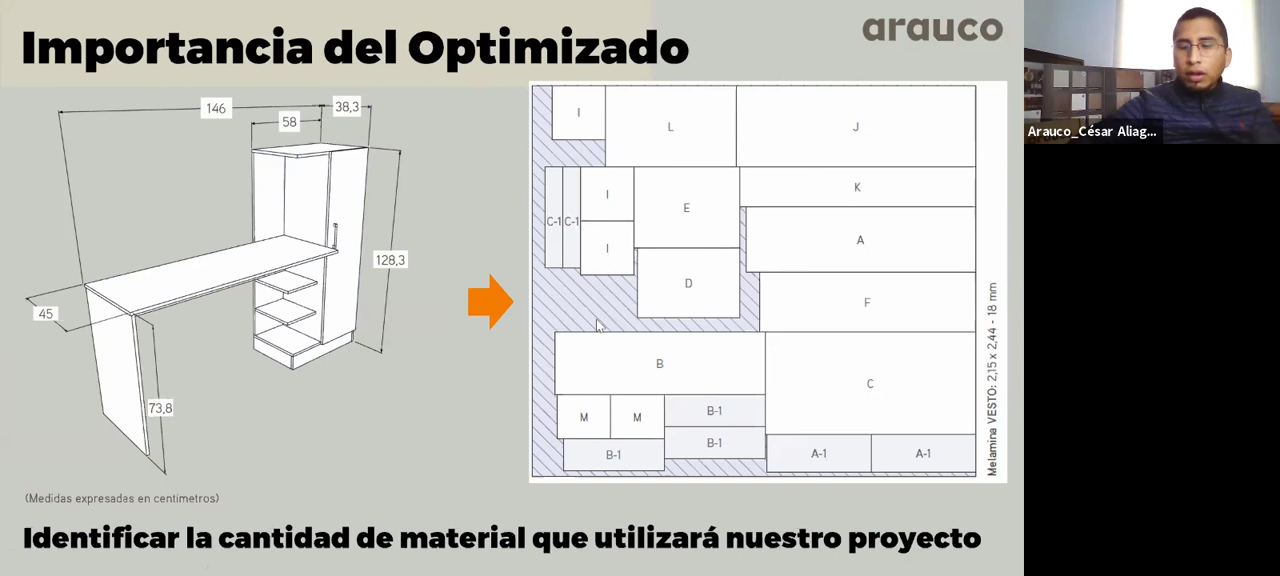 Importancia del Optimizado
arauco
146
38,3
58
128,3
45
73,8
I
L
J
K
C-1
C-1
I
E
A
I
D
F
B
C
M
M
B-1
B-1
B-1
A-1
A-1
Melamina VESTO: 2,15 x 2,44 - 18 mm
(Medidas expresadas en centimetros)
Identificar la cantidad de material que utilizará nuestro proyecto
Arauco_César Aliag...